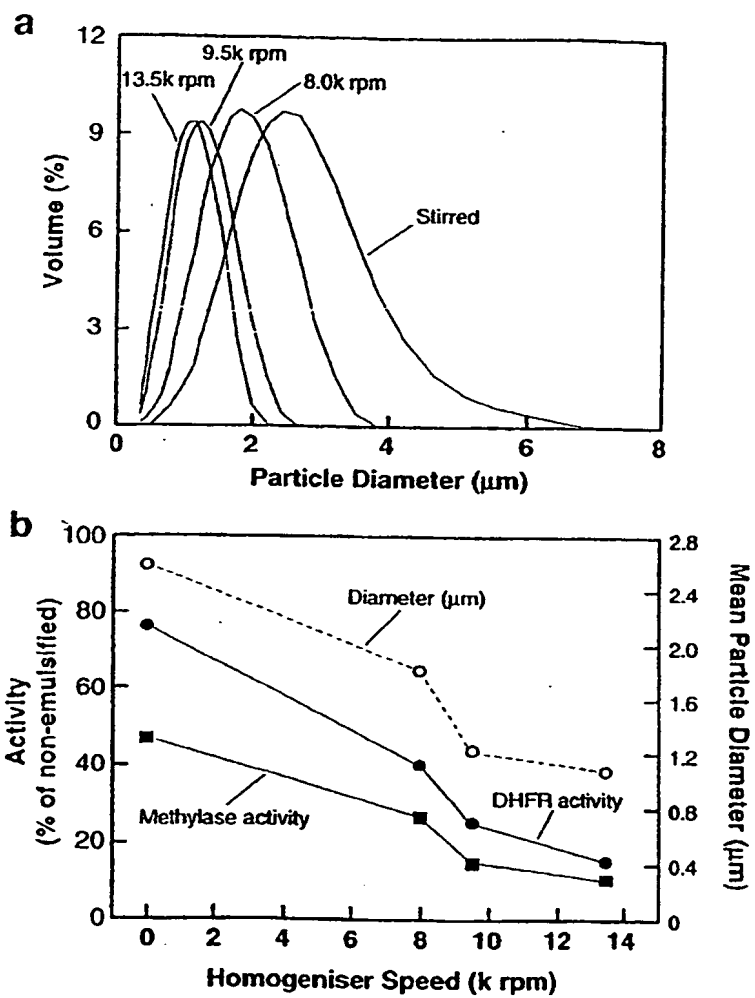 a
12
9
6
3
0
Volume (%)
13.5k rpm
9.5k rpm
8.0k rpm
Stirred
0 2 4 6 8
Particle Diameter (μm)
b
100
80
60
40
20
0
Activity
(% of non-emulsified)
Diameter (μm)
Methylase activity
DHFR activity
2.8
2.4
2.0
1.6
1.2
0.8
0.4
0
Mean Particle Diameter (μm)
0 2 4 6 8 10 12 14
Homogeniser Speed (k rpm)